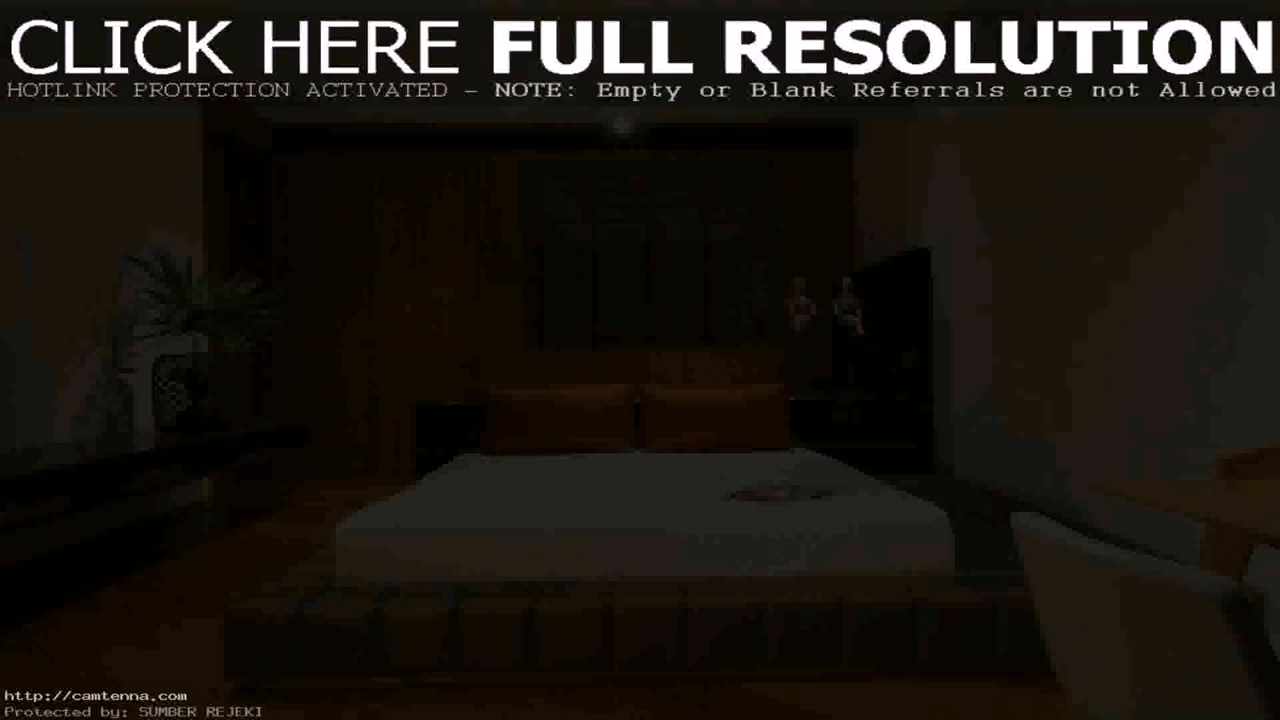 CLICK HERE FULL RESOLUTION
HOTLINK PROTECTION ACTIVATED - NOTE: Empty or Blank Referrals are not Allowed
http://camtenna.com
Protected by: SUMBER REJEKI